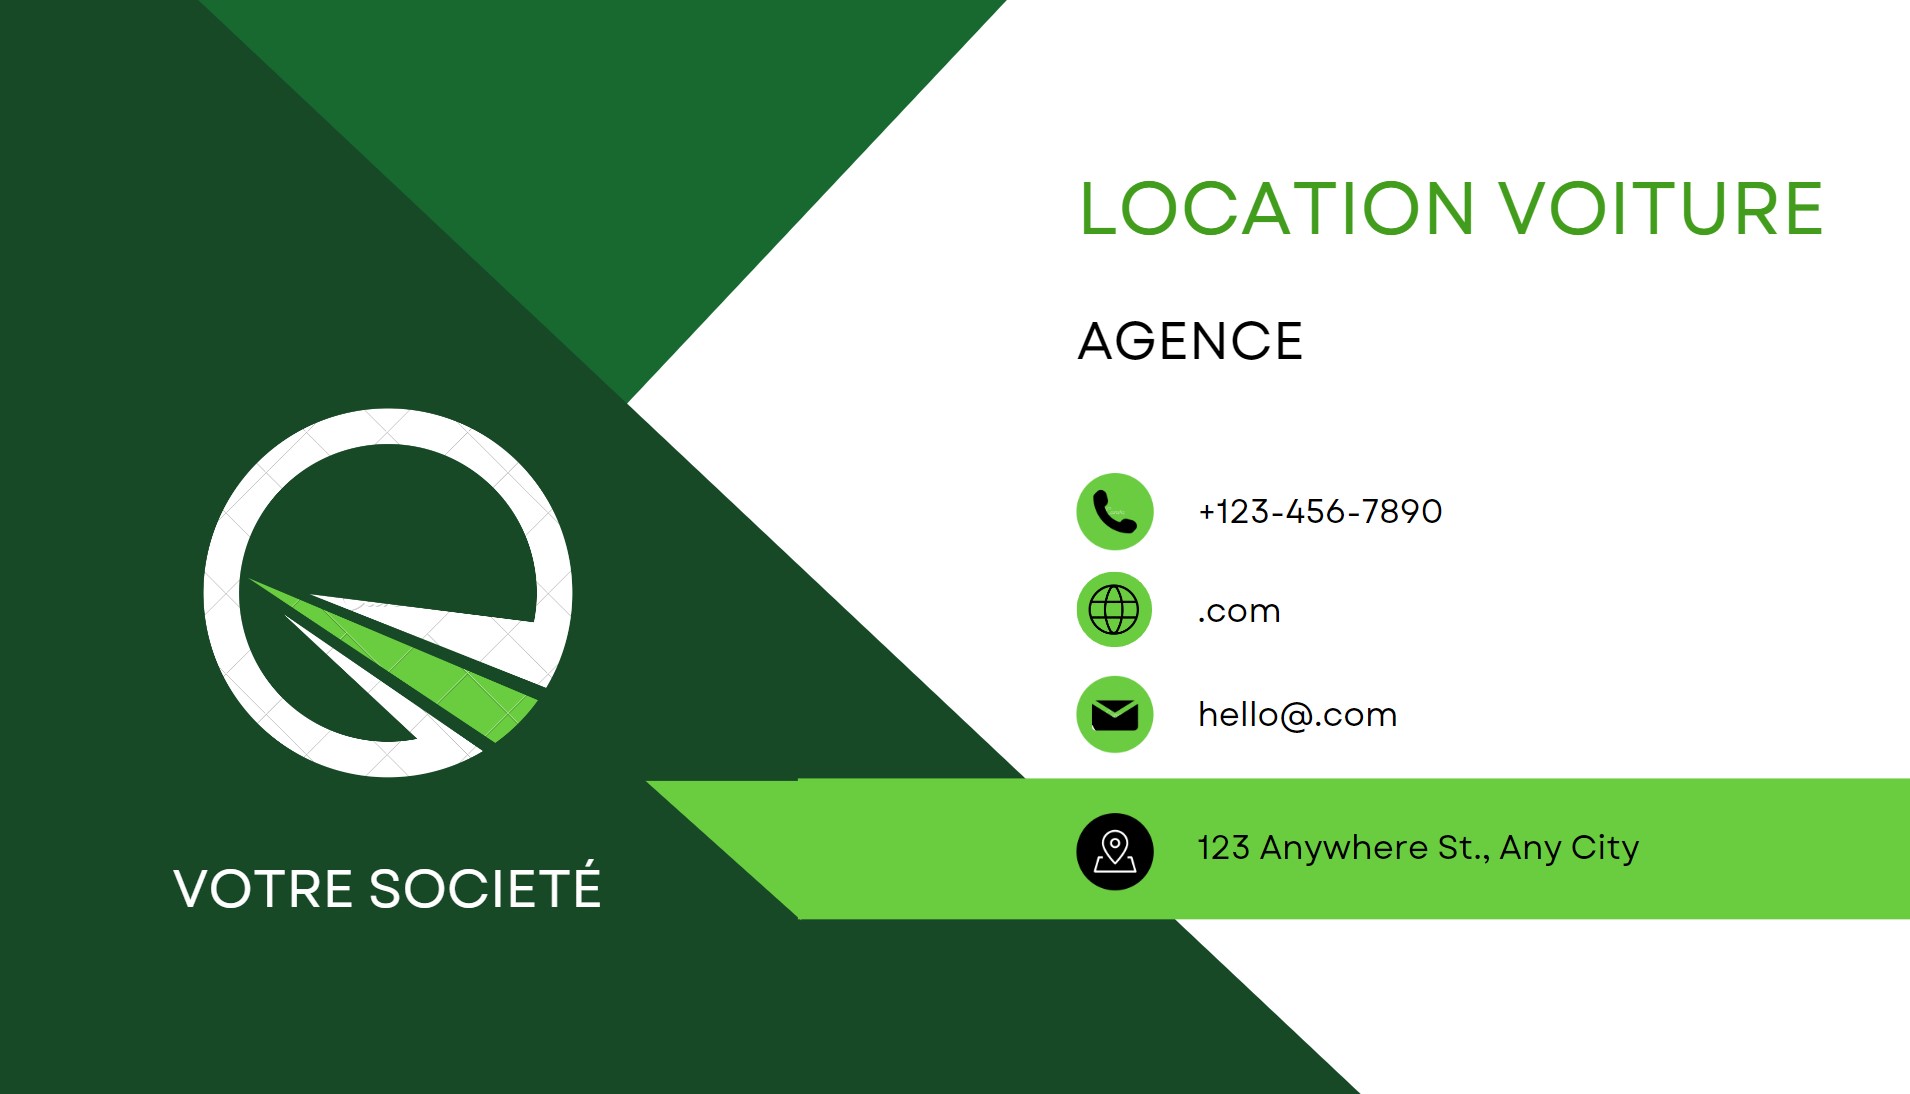 LOCATION VOITURE
AGENCE
+123-456-7890
.com
hello@.com
123 Anywhere St., Any City
VOTRE SOCIETÉ